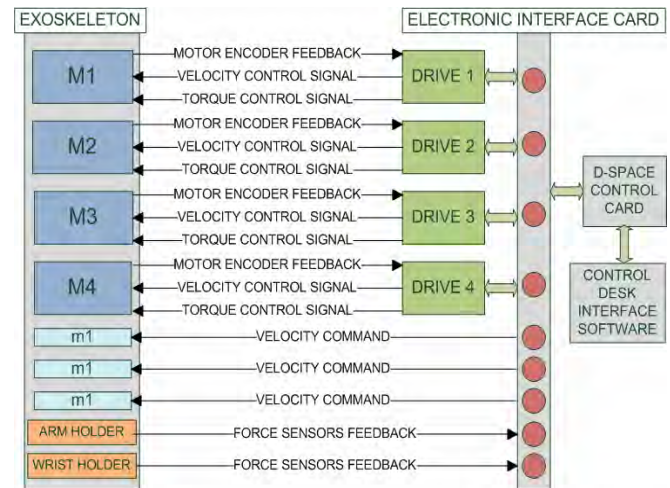 EXOSKELETON
ELECTRONIC INTERFACE CARD
MOTOR ENCODER FEEDBACK
M1
VELOCITY CONTROL SIGNAL
DRIVE 1
TORQUE CONTROL SIGNAL
MOTOR ENCODER FEEDBACK
M2
VELOCITY CONTROL SIGNAL
DRIVE 2
TORQUE CONTROL SIGNAL
MOTOR ENCODER FEEDBACK
M3
VELOCITY CONTROL SIGNAL
DRIVE 3
TORQUE CONTROL SIGNAL
MOTOR ENCODER FEEDBACK
M4
VELOCITY CONTROL SIGNAL
DRIVE 4
TORQUE CONTROL SIGNAL
m1
VELOCITY COMMAND
m1
VELOCITY COMMAND
m1
VELOCITY COMMAND
ARM HOLDER
FORCE SENSORS FEEDBACK
WRIST HOLDER
FORCE SENSORS FEEDBACK
D-SPACE
CONTROL
CARD
CONTROL
DESK
INTERFACE
SOFTWARE